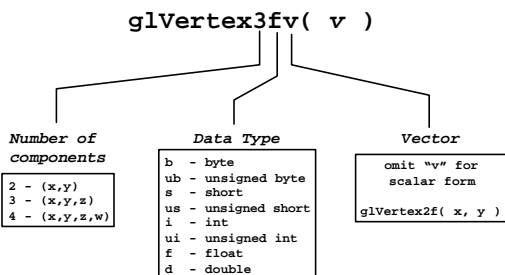 glVertex3fv( v )
Number of
components
2 - (x,y)
3 - (x,y,z)
4 - (x,y,z,w)
Data Type
b - byte
ub - unsigned byte
s - short
us - unsigned short
i - int
ui - unsigned int
f - float
d - double
Vector
omit “v” for
scalar form
glVertex2f( x, y )